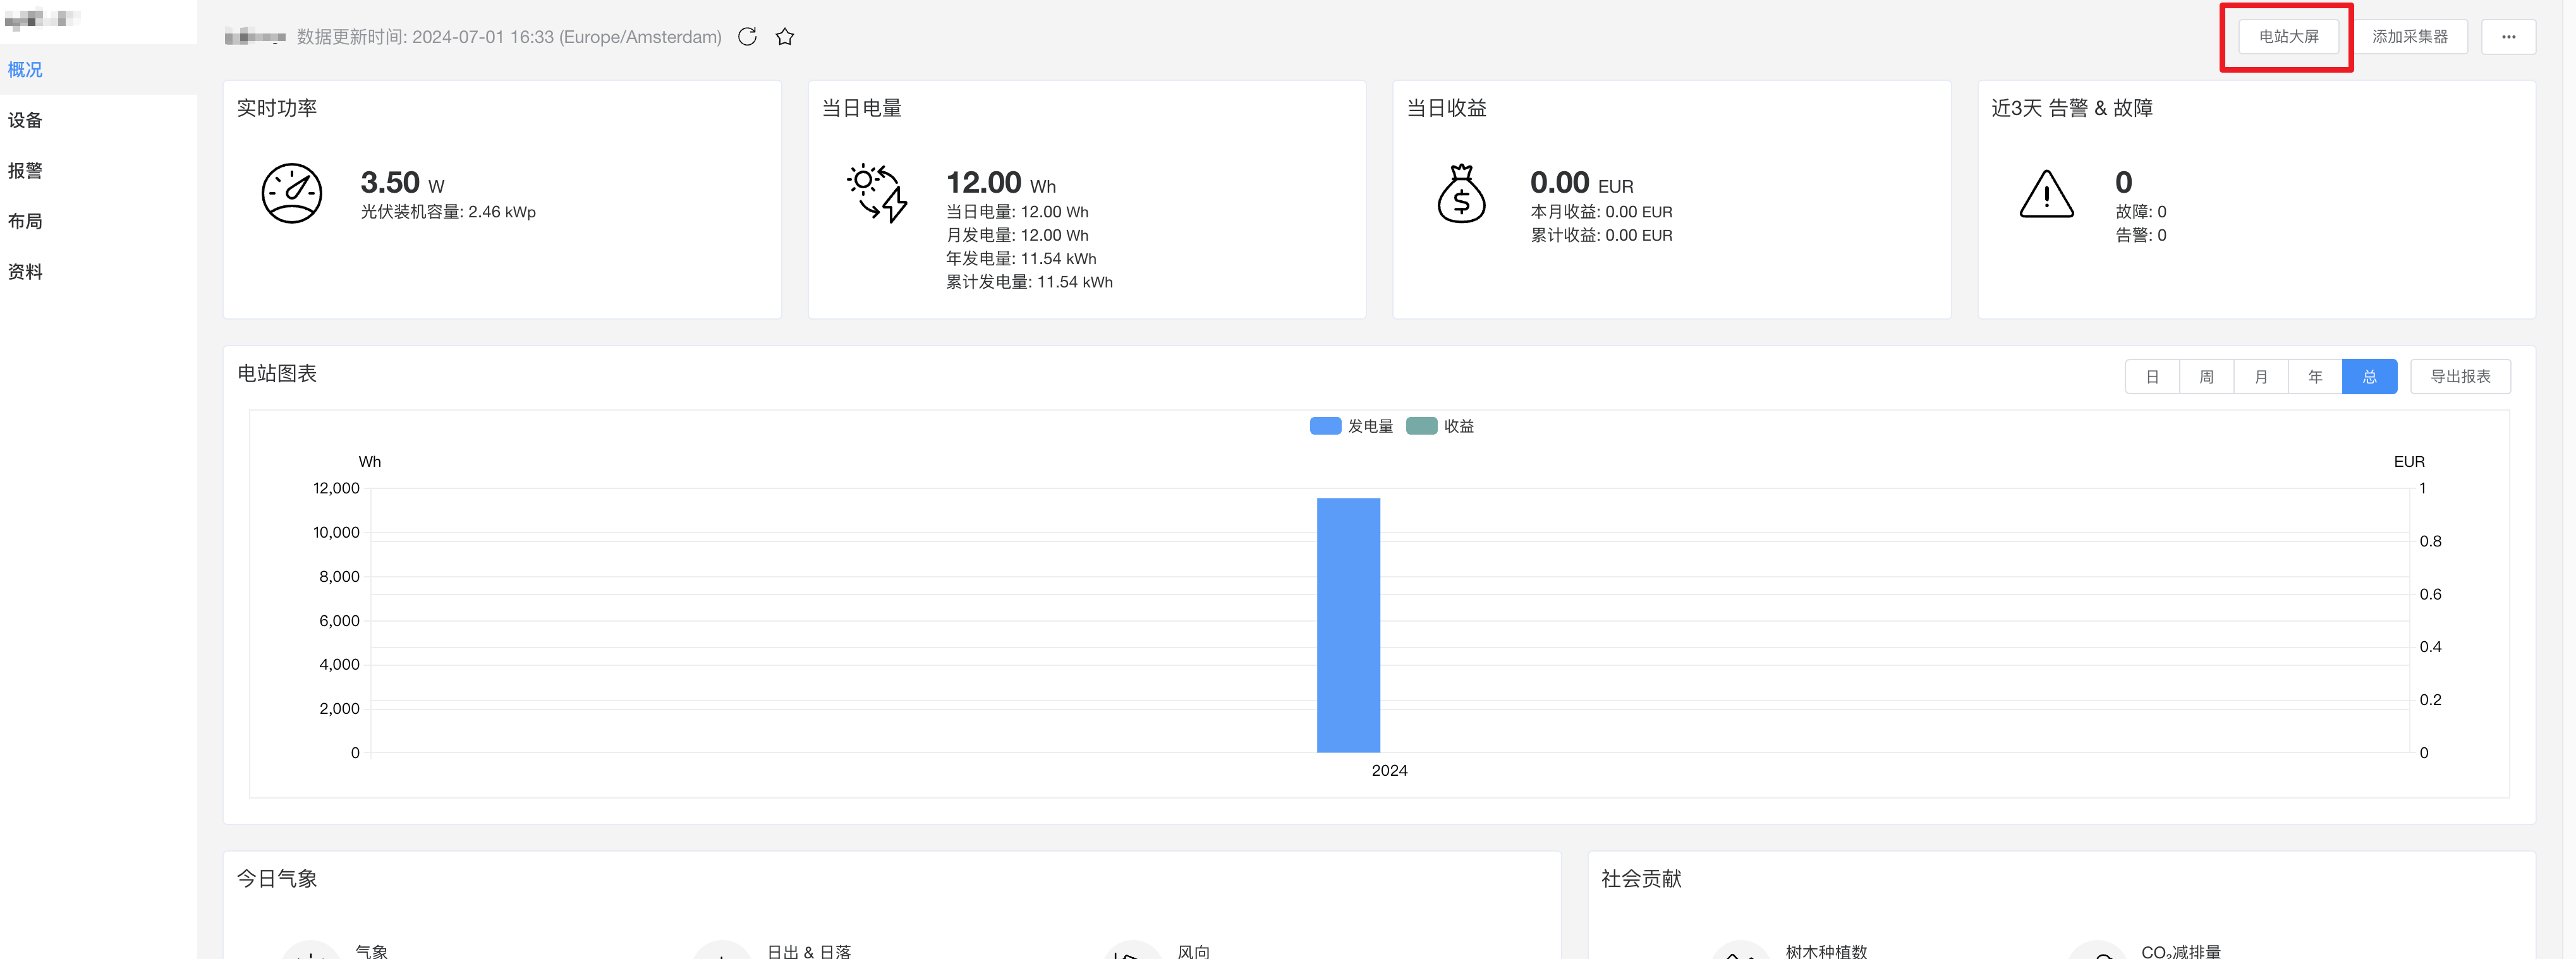 数据更新时间: 2024-07-01 16:33 (Europe/Amsterdam)
电站大屏
添加采集器
···
概况
设备
报警
布局
资料
实时功率
3.50 W
光伏装机容量: 2.46 kWp
当日电量
12.00 Wh
当日电量: 12.00 Wh
月发电量: 12.00 Wh
年发电量: 11.54 kWh
累计发电量: 11.54 kWh
当日收益
$
0.00 EUR
本月收益: 0.00 EUR
累计收益: 0.00 EUR
近3天 告警 & 故障
0
故障: 0
告警: 0
电站图表
日 周 月 年 总
导出报表
发电量 收益
Wh
EUR
12,000
10,000
8,000
6,000
4,000
2,000
0
1
0.8
0.6
0.4
0.2
0
2024
今日气象
气象
日出 & 日落
风向
社会贡献
树木种植数
CO₂减排量